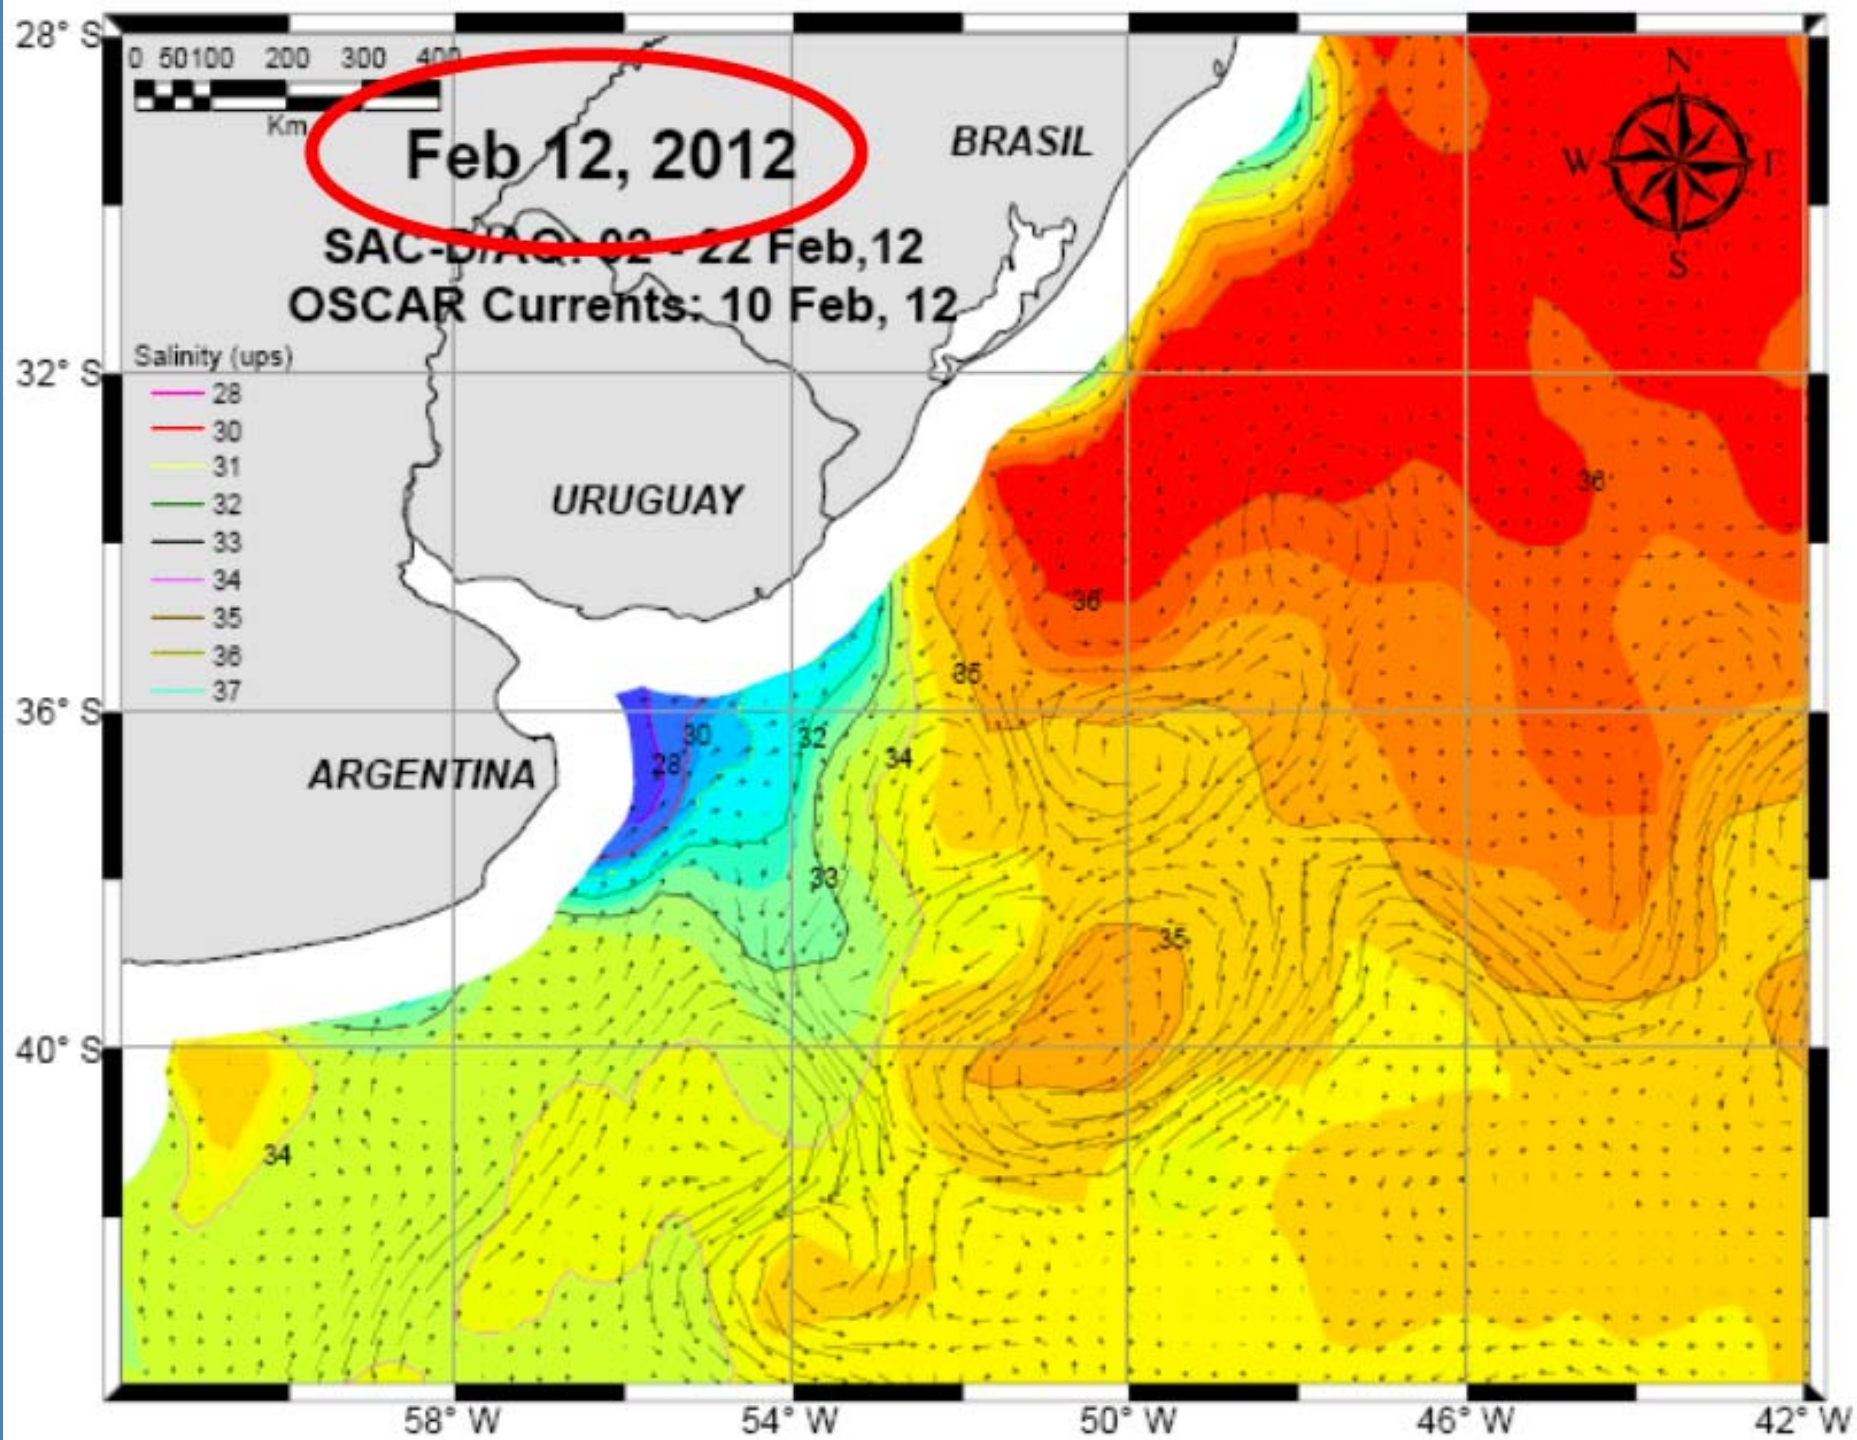 28° S
0 50 100 200 300 400
Km
Feb 12, 2012
BRASIL
N
W E
S
SAC-D/AQ: 02 - 22 Feb,12
OSCAR Currents: 10 Feb, 12
Salinity (ups)
32° S
28
30
31
32
33
34
35
36
37
URUGUAY
36
36
35
36° S
30
32
28
34
ARGENTINA
33
35
40° S
34
58° W 54° W 50° W 46° W 42° W